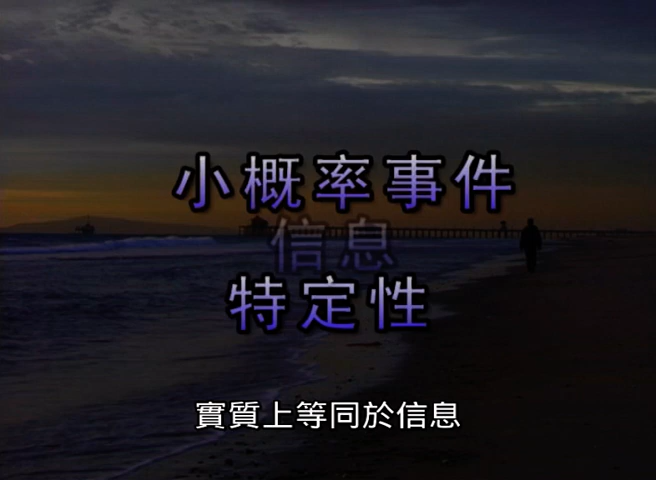 小概率事件
信息
特定性
實質上等同於信息